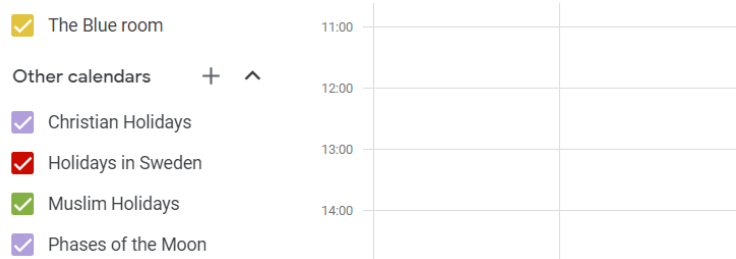 The Blue room
Other calendars
Christian Holidays
Holidays in Sweden
Muslim Holidays
Phases of the Moon
11:00
12:00
13:00
14:00